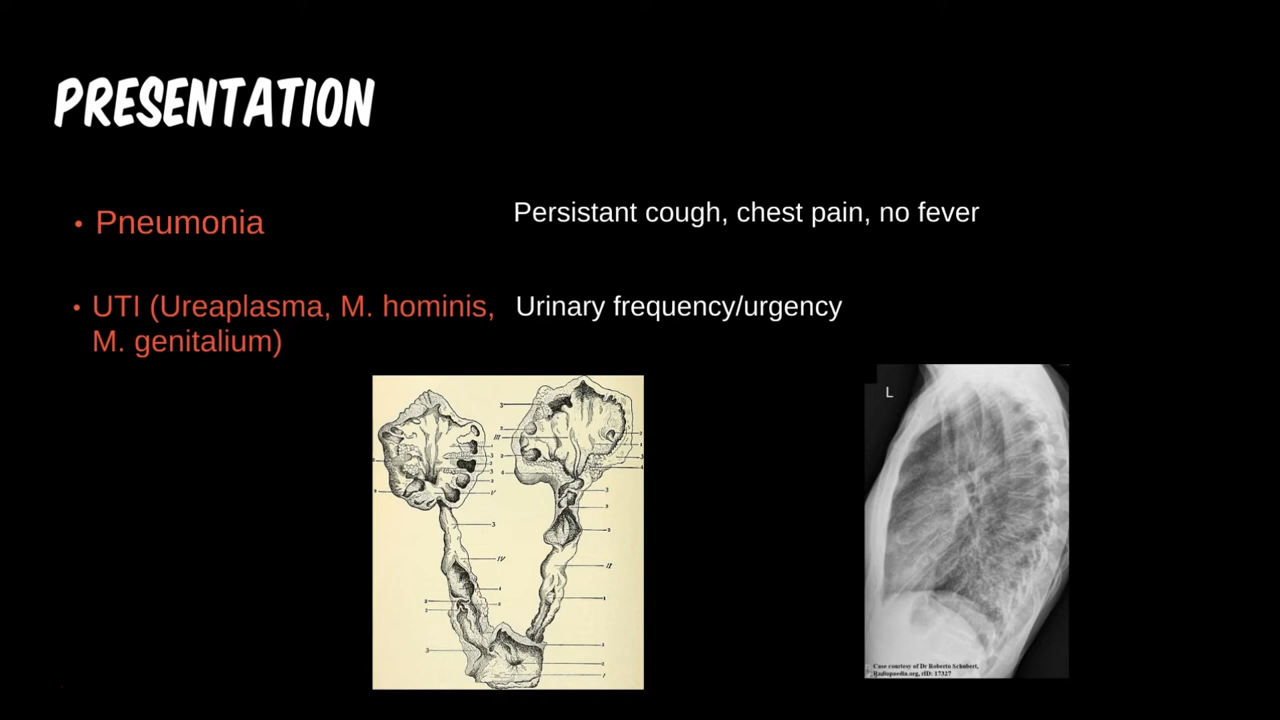 PRESENTATION
• Pneumonia
Persistant cough, chest pain, no fever
• UTI (Ureaplasma, M. hominis,
M. genitalium)
Urinary frequency/urgency
L
Case courtesy of Dr Roberto Schubert,
Radiopaedia.org, rID: 17327